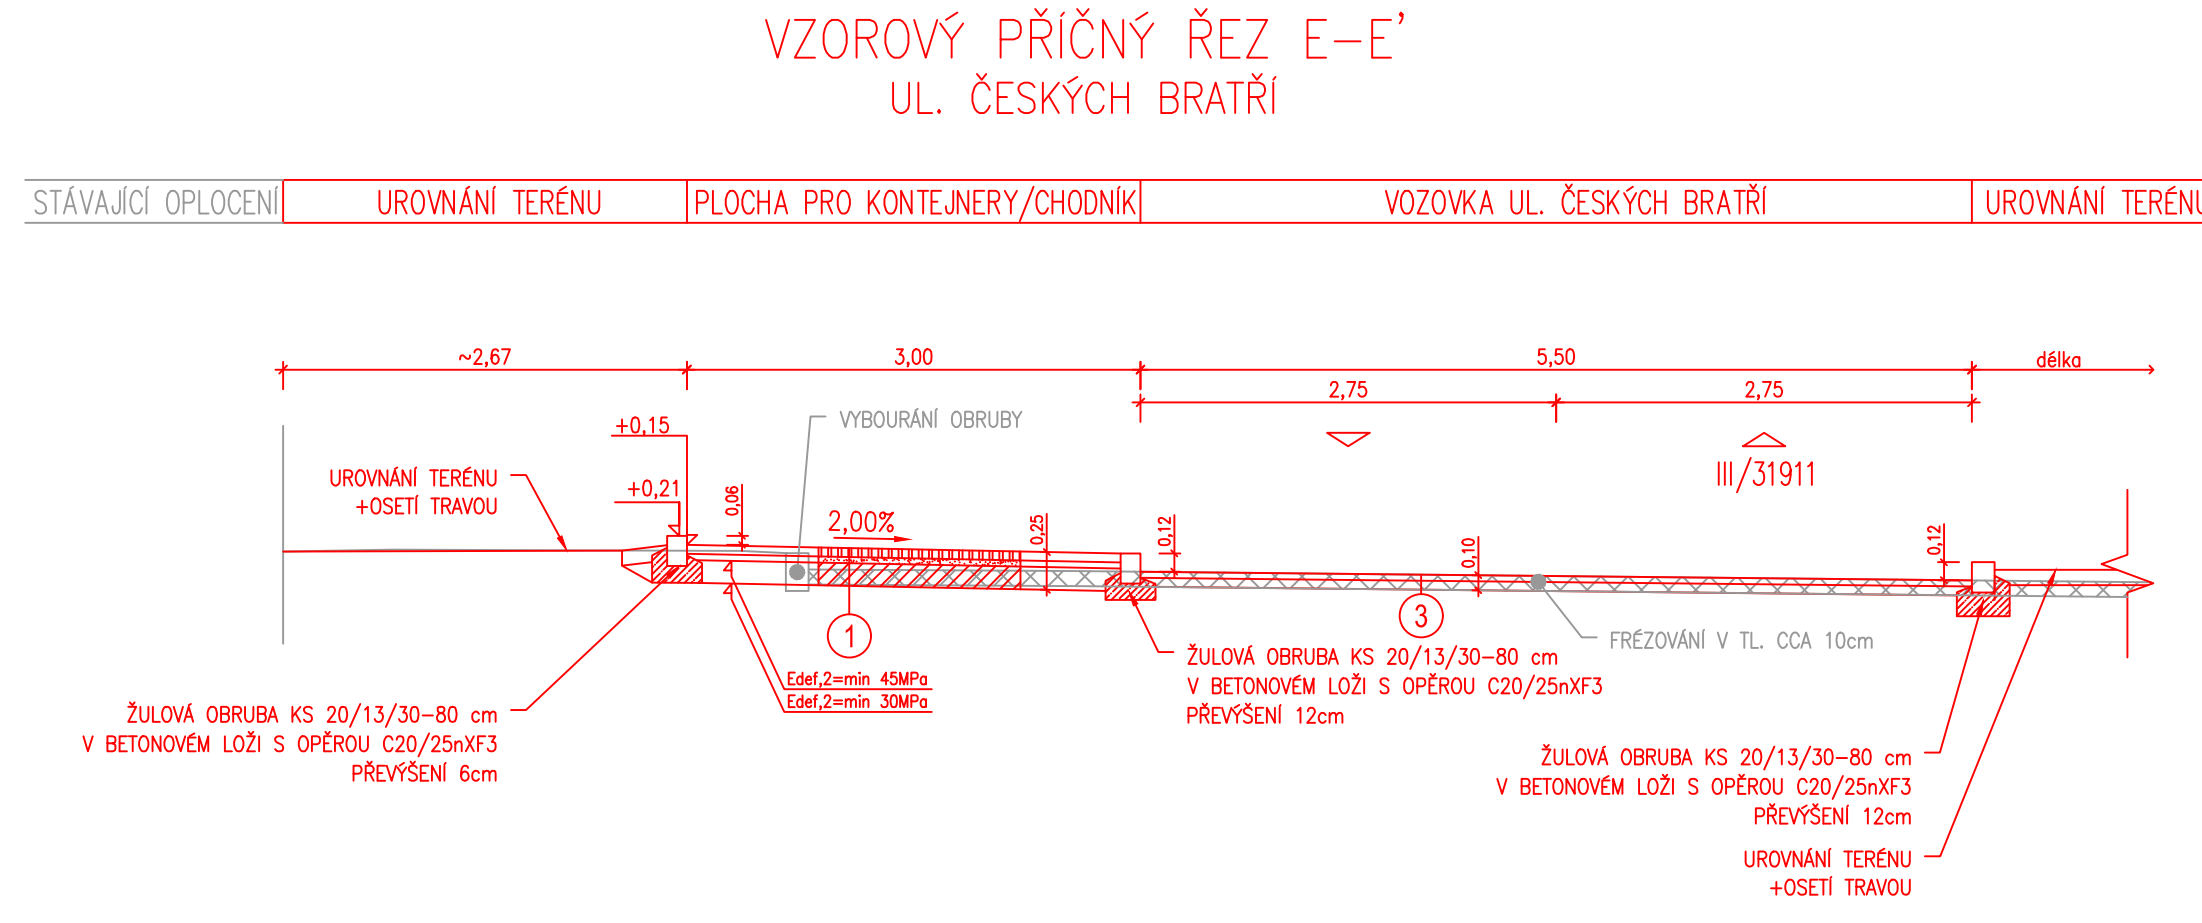 VZOROVÝ PŘÍČNÝ ŘEZ E-E'
UL. ČESKÝCH BRATŘÍ
STÁVAJÍCÍ OPLOCENÍ
UROVNÁNÍ TERÉNU
PLOCHA PRO KONTEJNERY/CHODNÍK
VOZOVKA UL. ČESKÝCH BRATŘÍ
UROVNÁNÍ TERÉNU
~2,67
3,00
5,50
délka
2,75
2,75
VYBOURÁNÍ OBRUBY
+0,15
III/31911
UROVNÁNÍ TERÉNU
+OSETÍ TRAVOU
+0,21
0,06
2,00%
0,25
0,12
0,10
0,12
1
3
FRÉZOVÁNÍ V TL. CCA 10cm
ŽULOVÁ OBRUBA KS 20/13/30-80 cm
V BETONOVÉM LOŽI S OPĚROU C20/25nXF3
PŘEVÝŠENÍ 12cm
Edef,2=min 45MPa
Edef,2=min 30MPa
ŽULOVÁ OBRUBA KS 20/13/30-80 cm
V BETONOVÉM LOŽI S OPĚROU C20/25nXF3
PŘEVÝŠENÍ 6cm
ŽULOVÁ OBRUBA KS 20/13/30-80 cm
V BETONOVÉM LOŽI S OPĚROU C20/25nXF3
PŘEVÝŠENÍ 12cm
UROVNÁNÍ TERÉNU
+OSETÍ TRAVOU